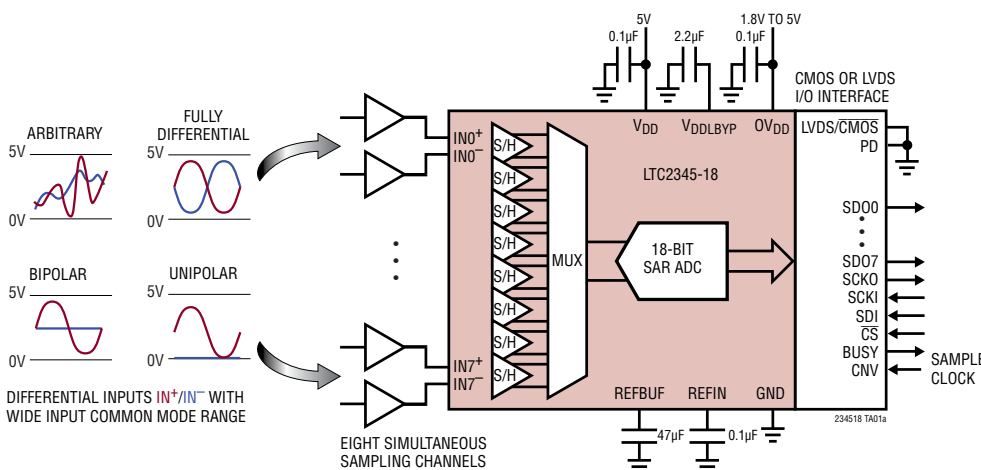 5V
1.8V TO 5V
0.1µF
2.2µF
0.1µF
CMOS OR LVDS
I/O INTERFACE
ARBITRARY
FULLY
DIFFERENTIAL
5V
0V
5V
0V
BIPOLAR
UNIPOLAR
5V
0V
5V
0V
DIFFERENTIAL INPUTS IN+/IN− WITH
WIDE INPUT COMMON MODE RANGE
IN0+
IN0−
IN7+
IN7−
EIGHT SIMULTANEOUS
SAMPLING CHANNELS
S/H
S/H
S/H
S/H
S/H
S/H
S/H
S/H
MUX
VDD
VDDLBYP
OVDD
LTC2345-18
18-BIT
SAR ADC
REFBUF
REFIN
GND
47µF
0.1µF
LVDS/CMOS
PD
SDO0
SDO7
SCKO
SCKI
SDI
CS
BUSY
CNV
SAMPLE
CLOCK
234518 TA01a